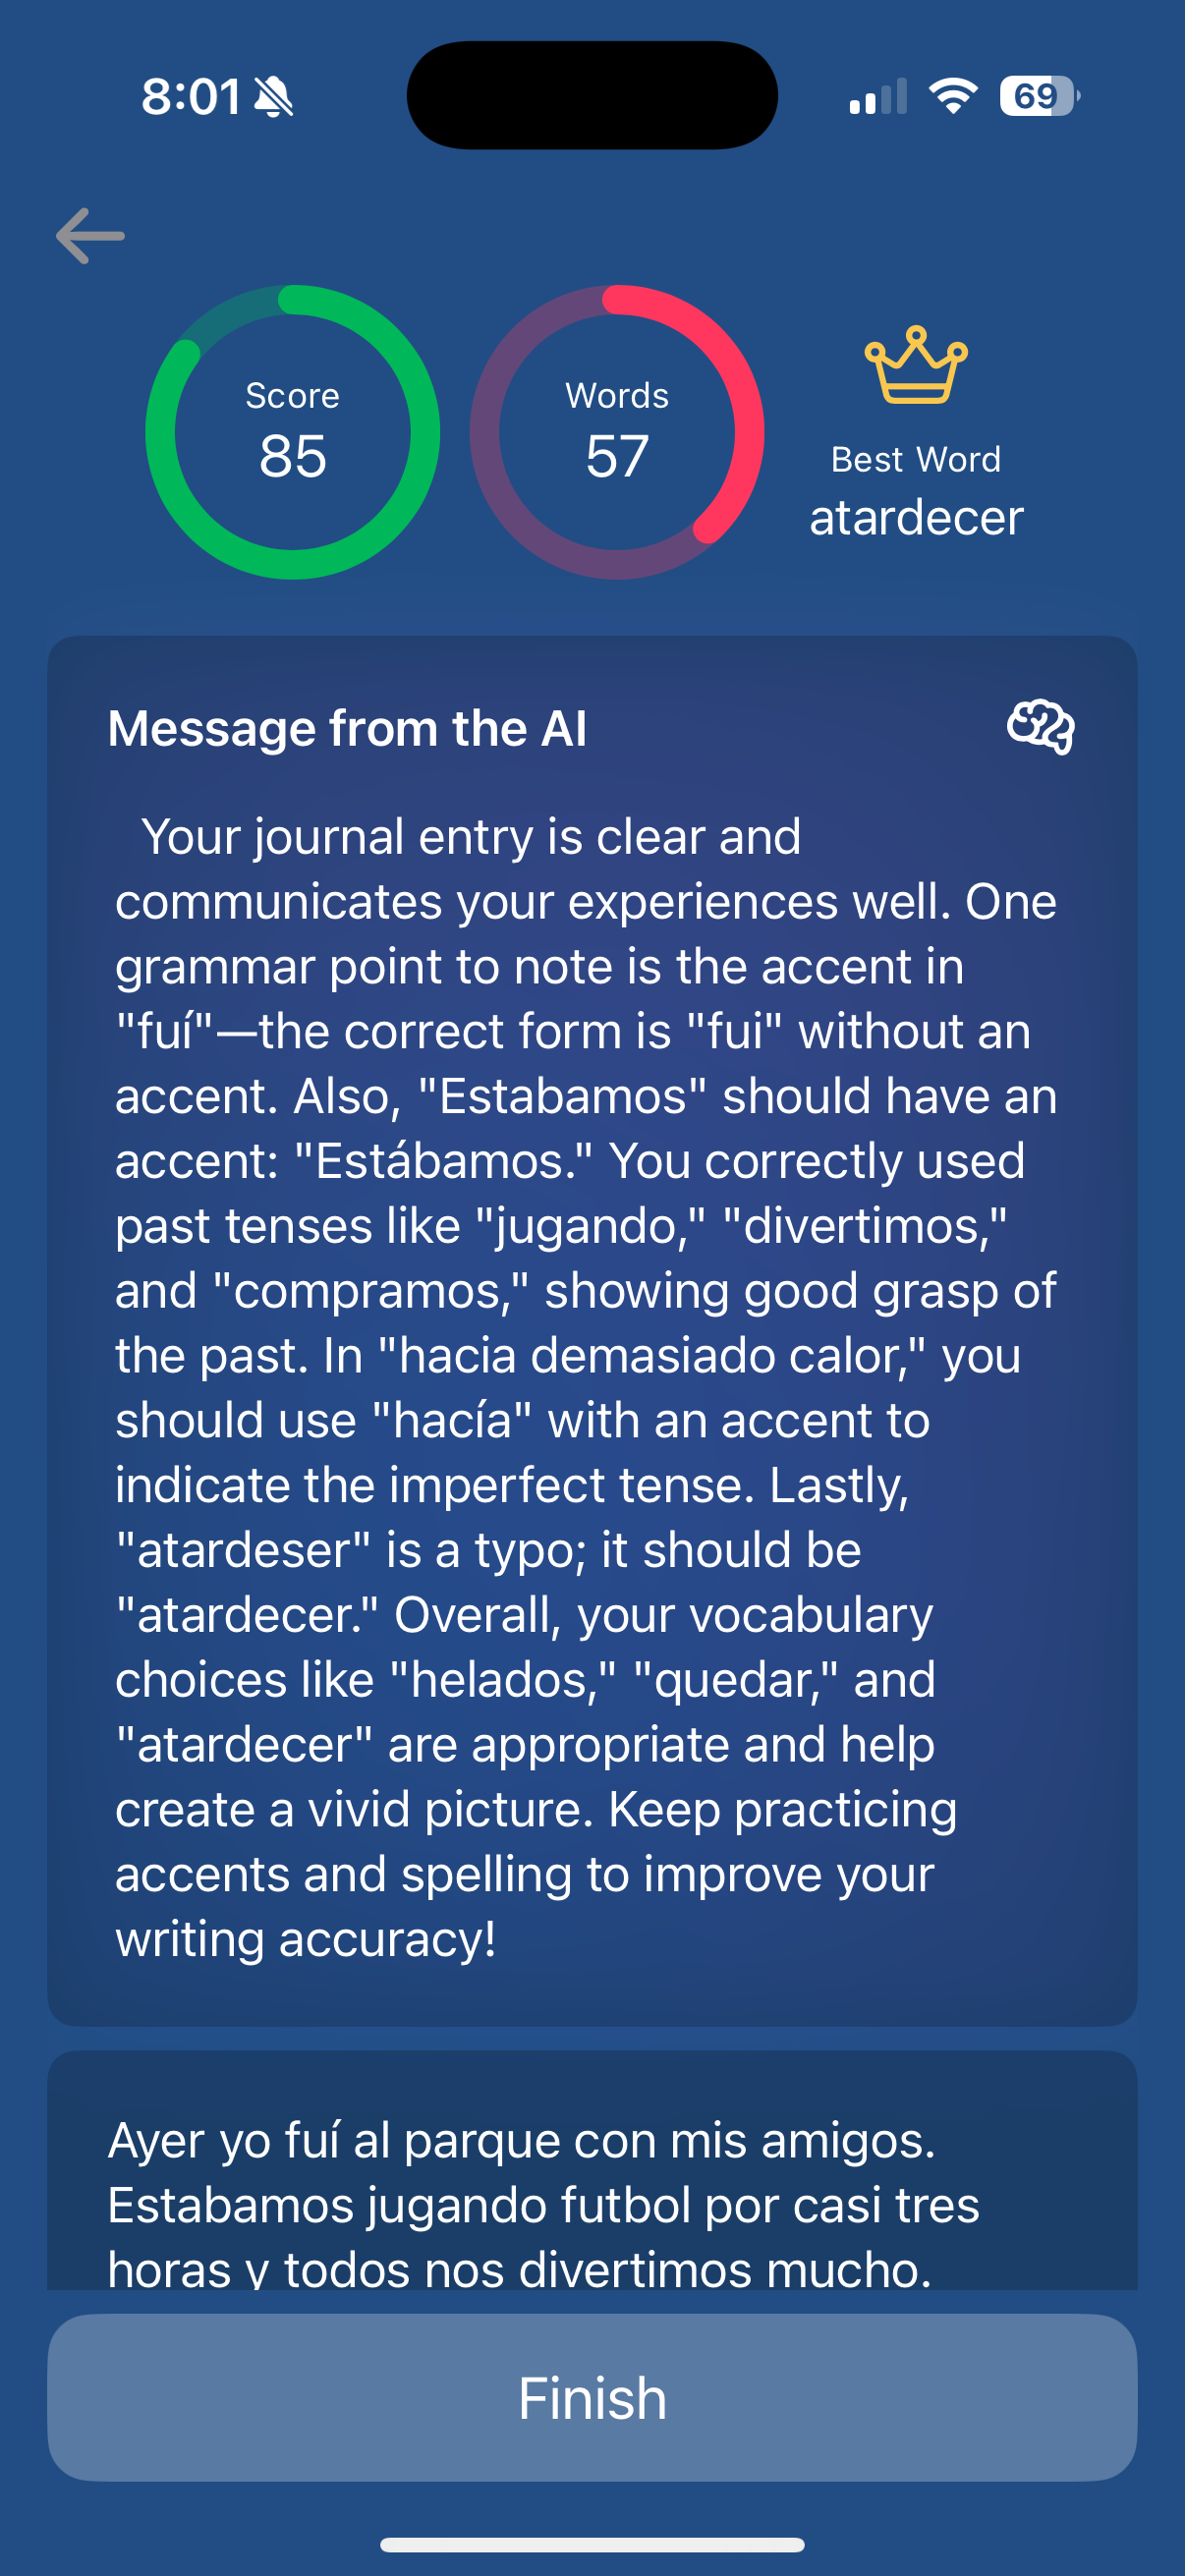 8:01
69
Score
85
Words
57
Best Word
atardecer
Message from the AI
Your journal entry is clear and
communicates your experiences well. One
grammar point to note is the accent in
"fuí"—the correct form is "fui" without an
accent. Also, "Estabamos" should have an
accent: "Estábamos." You correctly used
past tenses like "jugando," "divertimos,"
and "compramos," showing good grasp of
the past. In "hacia demasiado calor," you
should use "hacía" with an accent to
indicate the imperfect tense. Lastly,
"atardeser" is a typo; it should be
"atardecer." Overall, your vocabulary
choices like "helados," "quedar," and
"atardecer" are appropriate and help
create a vivid picture. Keep practicing
accents and spelling to improve your
writing accuracy!
Ayer yo fuí al parque con mis amigos.
Estabamos jugando futbol por casi tres
horas y todos nos divertimos mucho.
Finish